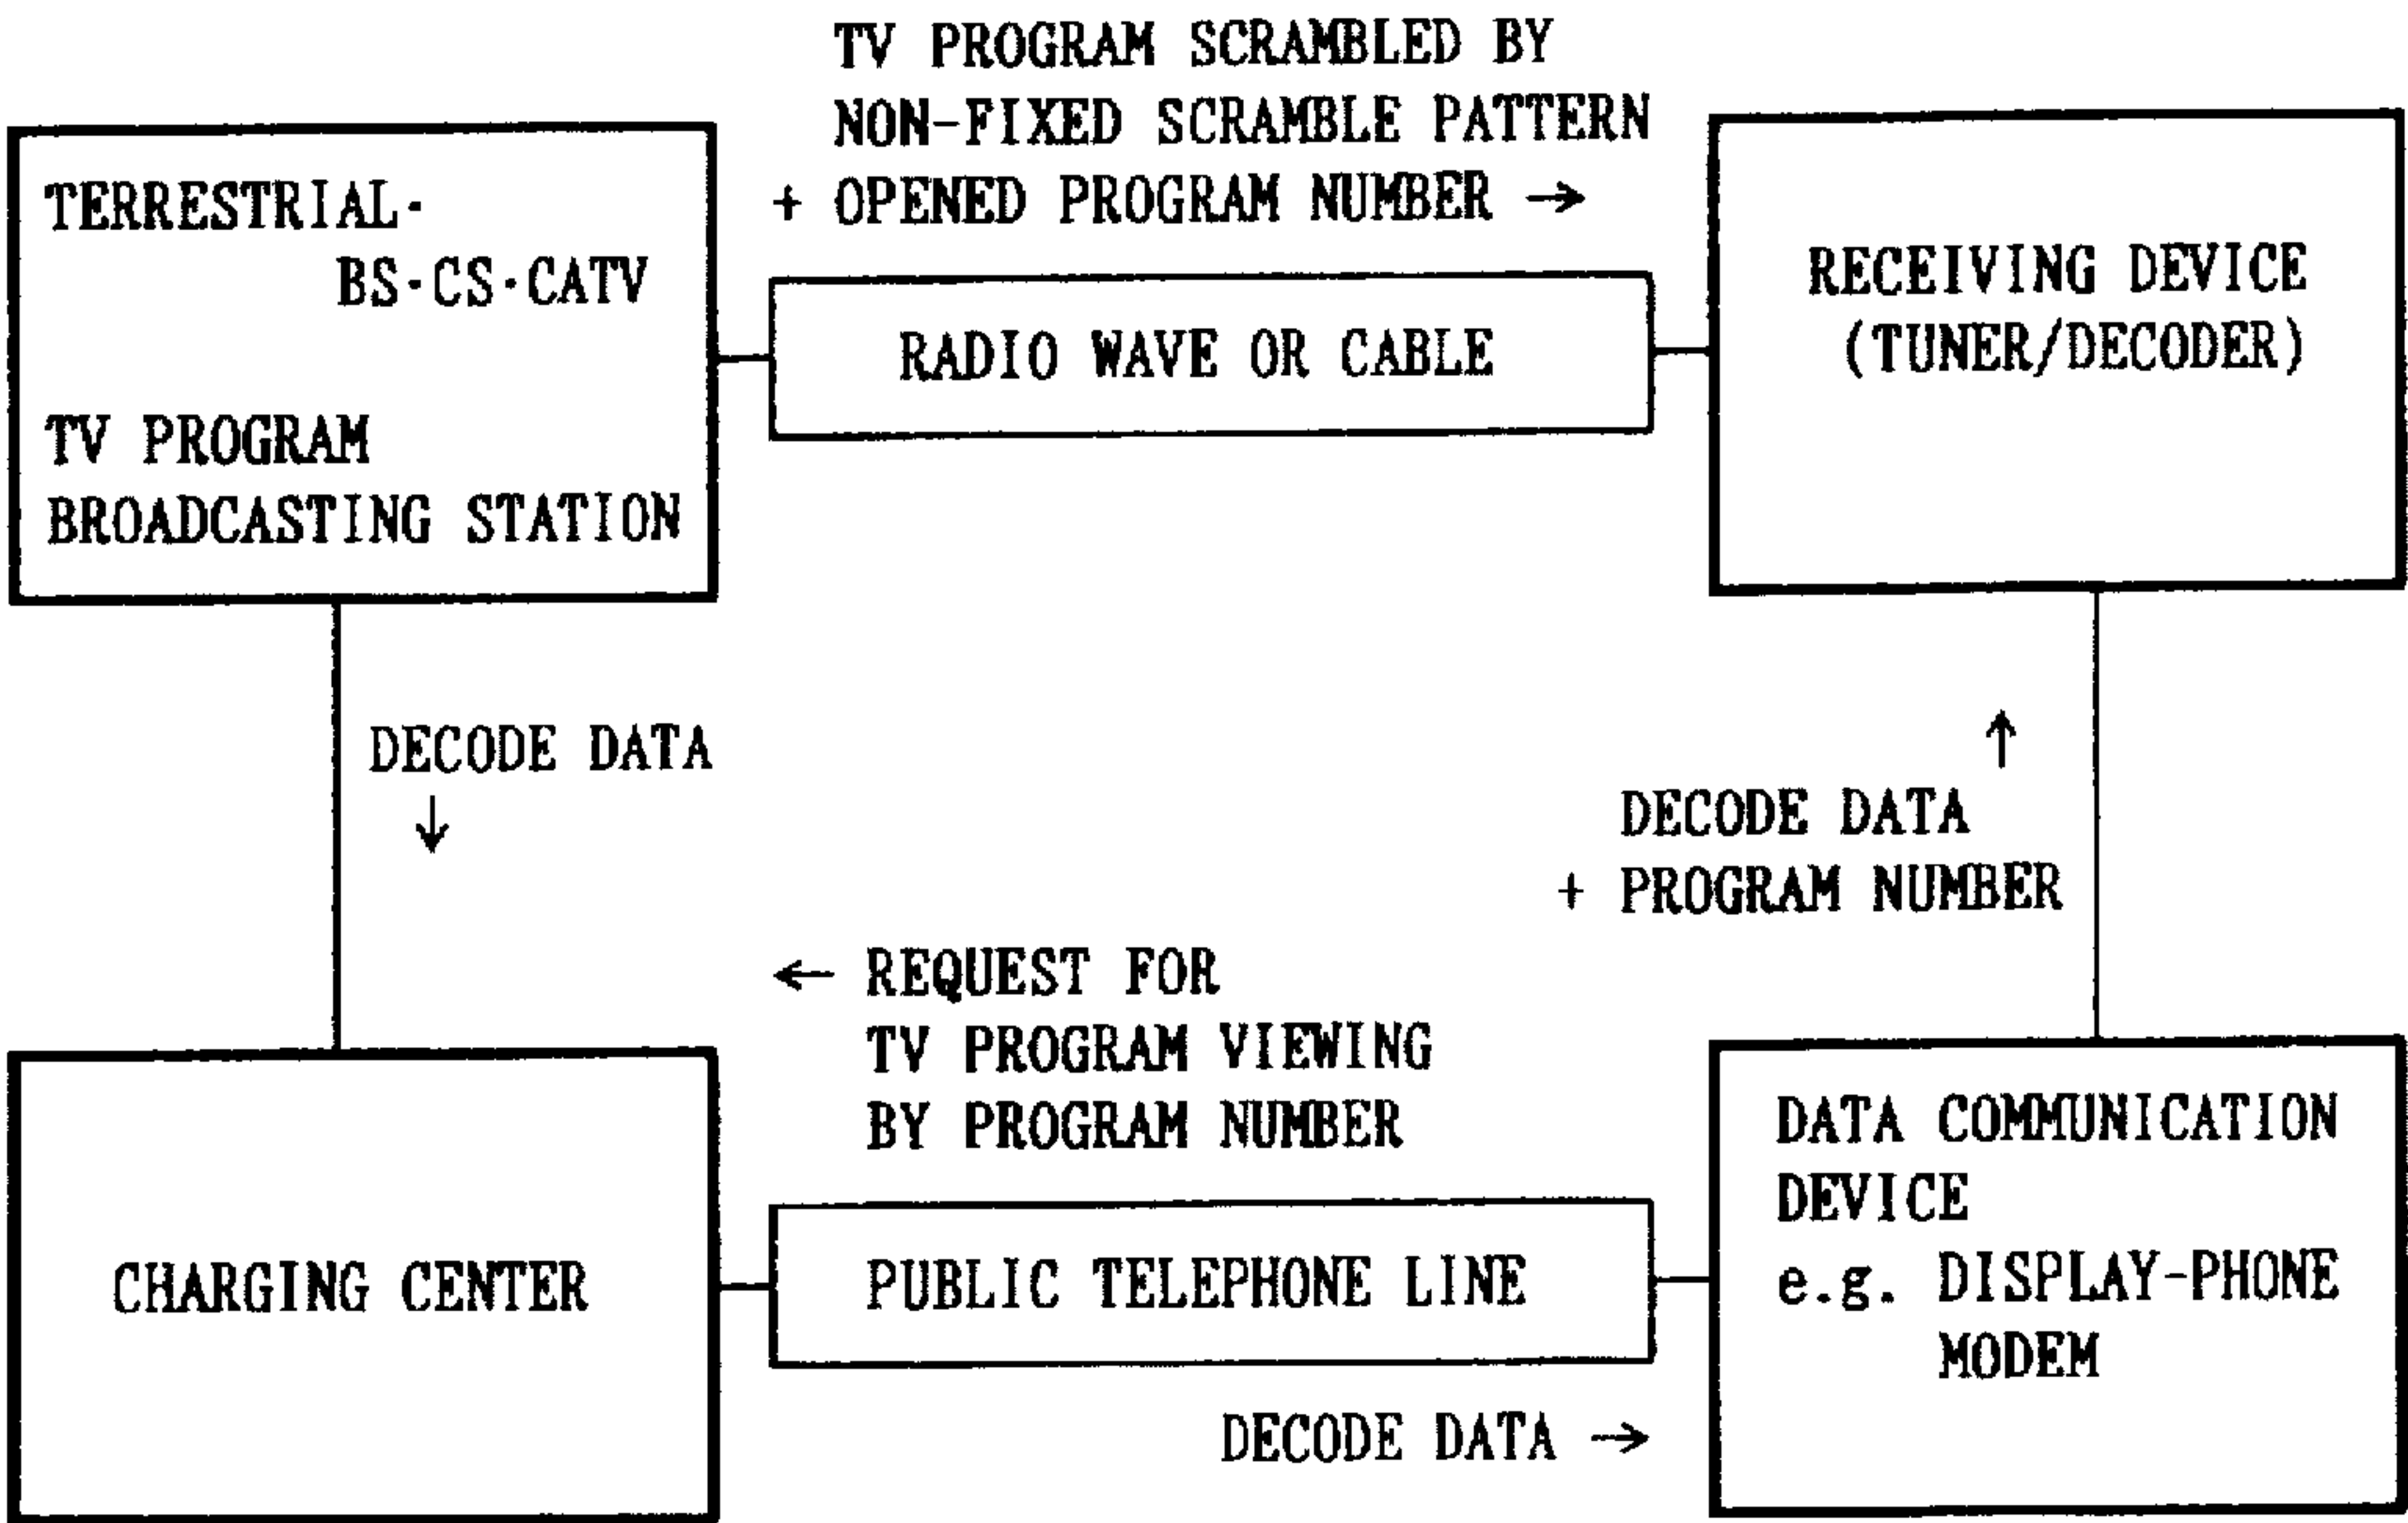 TV PROGRAM SCRAMBLED BY
NON-FIXED SCRAMBLE PATTERN
+ OPENED PROGRAM NUMBER →
TERRESTRIAL·
BS·CS·CATV
TV PROGRAM
BROADCASTING STATION
RADIO WAVE OR CABLE
RECEIVING DEVICE
(TUNER/DECODER)
DECODE DATA
↓
↑
DECODE DATA
+ PROGRAM NUMBER
← REQUEST FOR
TV PROGRAM VIEWING
BY PROGRAM NUMBER
CHARGING CENTER
PUBLIC TELEPHONE LINE
DECODE DATA →
DATA COMMUNICATION
DEVICE
e.g. DISPLAY-PHONE
MODEM